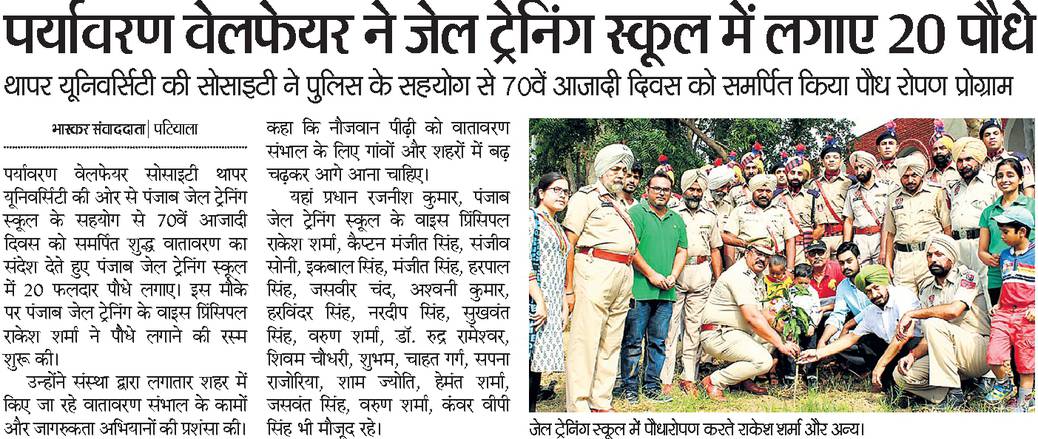 पर्यावरण वेलफेयर ने जेल ट्रेनिंग स्कूल में लगाए 20 पौधे
थापर यूनिवर्सिटी की सोसाइटी ने पुलिस के सहयोग से 70वें आजादी दिवस को समर्पित किया पौध रोपण प्रोग्राम
भास्कर संवाददाता | पटियाला
पर्यावरण वेलफेयर सोसाइटी थापर
यूनिवर्सिटी की ओर से पंजाब जेल ट्रेनिंग
स्कूल के सहयोग से 70वें आजादी
दिवस को समर्पित शुद्ध वातावरण का
संदेश देते हुए पंजाब जेल ट्रेनिंग स्कूल
में 20 फलदार पौधे लगाए। इस मौके
पर पंजाब जेल ट्रेनिंग के वाइस प्रिंसिपल
राकेश शर्मा ने पौधे लगाने की रस्म
शुरू की।
उन्होंने संस्था द्वारा लगातार शहर में
किए जा रहे वातावरण संभाल के कामों
और जागरुकता अभियानों की प्रशंसा की।
कहा कि नौजवान पीढ़ी को वातावरण
संभाल के लिए गांवों और शहरों में बढ़
चढ़कर आगे आना चाहिए।
यहां प्रधान रजनीश कुमार, पंजाब
जेल ट्रेनिंग स्कूल के वाइस प्रिंसिपल
राकेश शर्मा, कैप्टन मंजीत सिंह, संजीव
सोनी, इकबाल सिंह, मंजीत सिंह, हरपाल
सिंह, जसवीर चंद, अश्वनी कुमार,
हरविंदर सिंह, नरदीप सिंह, सुखवंत
सिंह, वरुण शर्मा, डॉ. रुद्र रामेश्वर,
शिवम चौधरी, शुभम, चाहत गर्ग, सपना
राजोरिया, शाम ज्योति, हेमंत शर्मा,
जसवंत सिंह, वरुण शर्मा, कंवर वीपी
सिंह भी मौजूद रहे।
जेल ट्रेनिंग स्कूल में पौधारोपण करते राकेश शर्मा और अन्य।